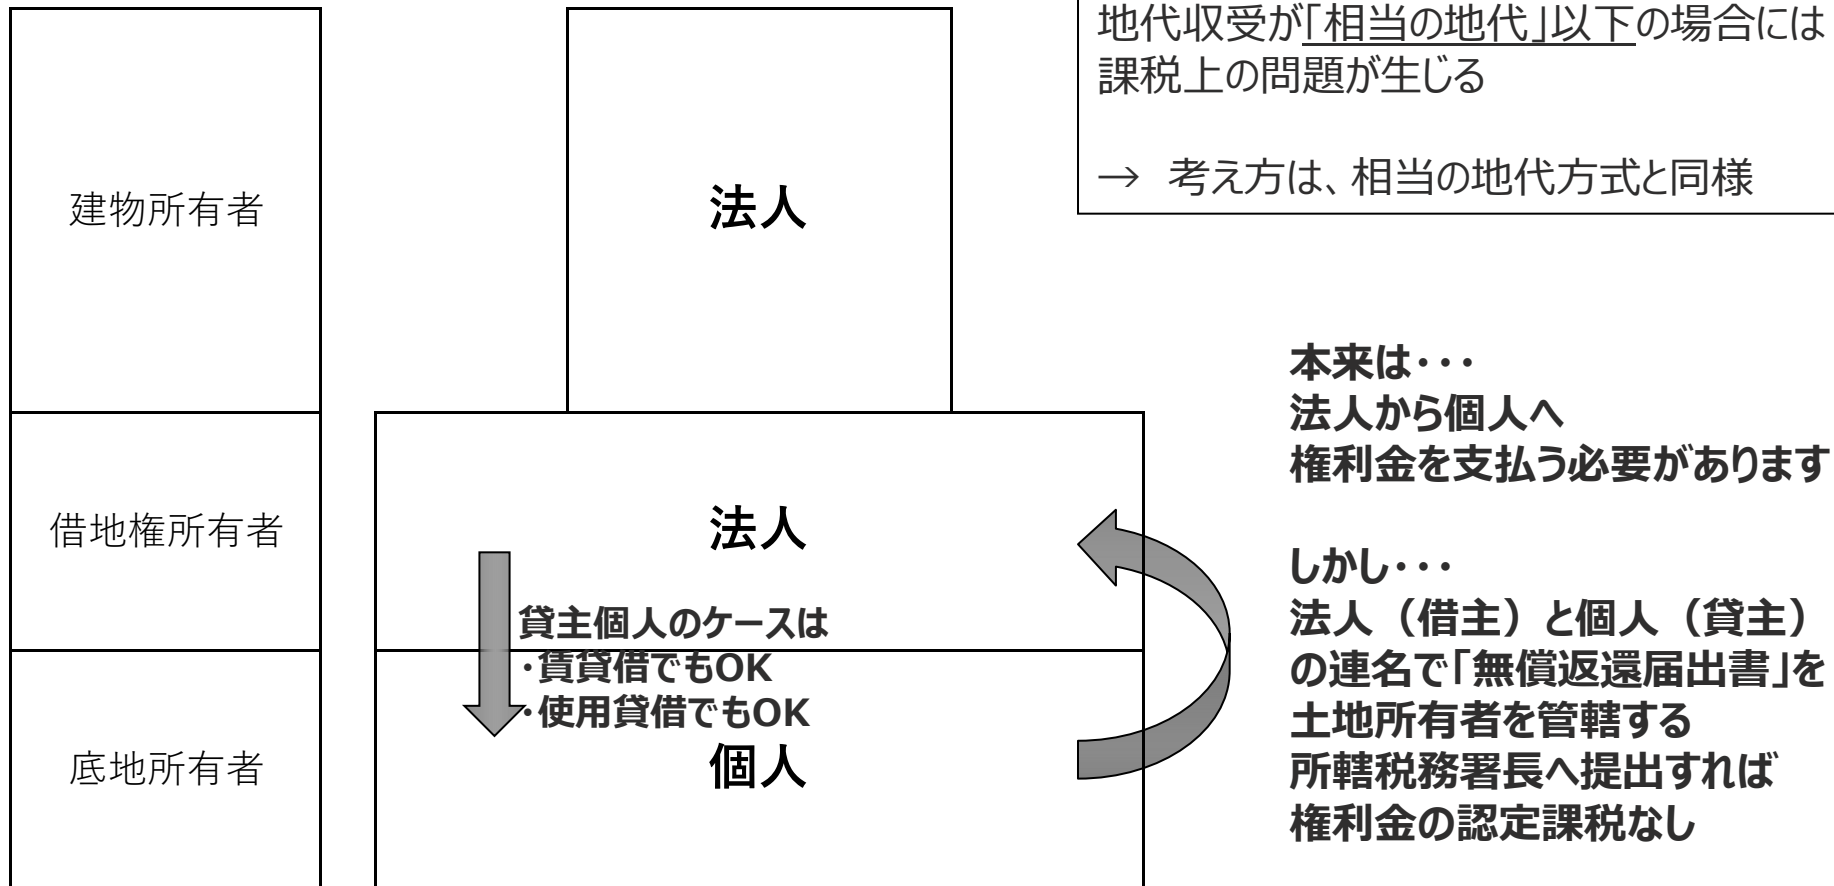 地代収受が「相当の地代」以下の場合には
課税上の問題が生じる
→ 考え方は、相当の地代方式と同様
建物所有者
法人
本来は・・・
法人から個人へ
権利金を支払う必要があります
借地権所有者
法人
しかし・・・
法人（借主）と個人（貸主）
の連名で「無償返還届出書」を
土地所有者を管轄する
所轄税務署長へ提出すれば
権利金の認定課税なし
貸主個人のケースは
・賃貸借でもOK
・使用貸借でもOK
底地所有者
個人